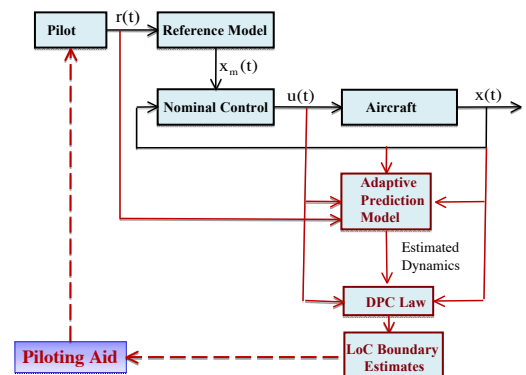 Pilot
r(t)
Reference Model
x_m(t)
Nominal Control
u(t)
Aircraft
x(t)
Adaptive
Prediction
Model
Estimated
Dynamics
DPC Law
LoC Boundary
Estimates
Piloting Aid